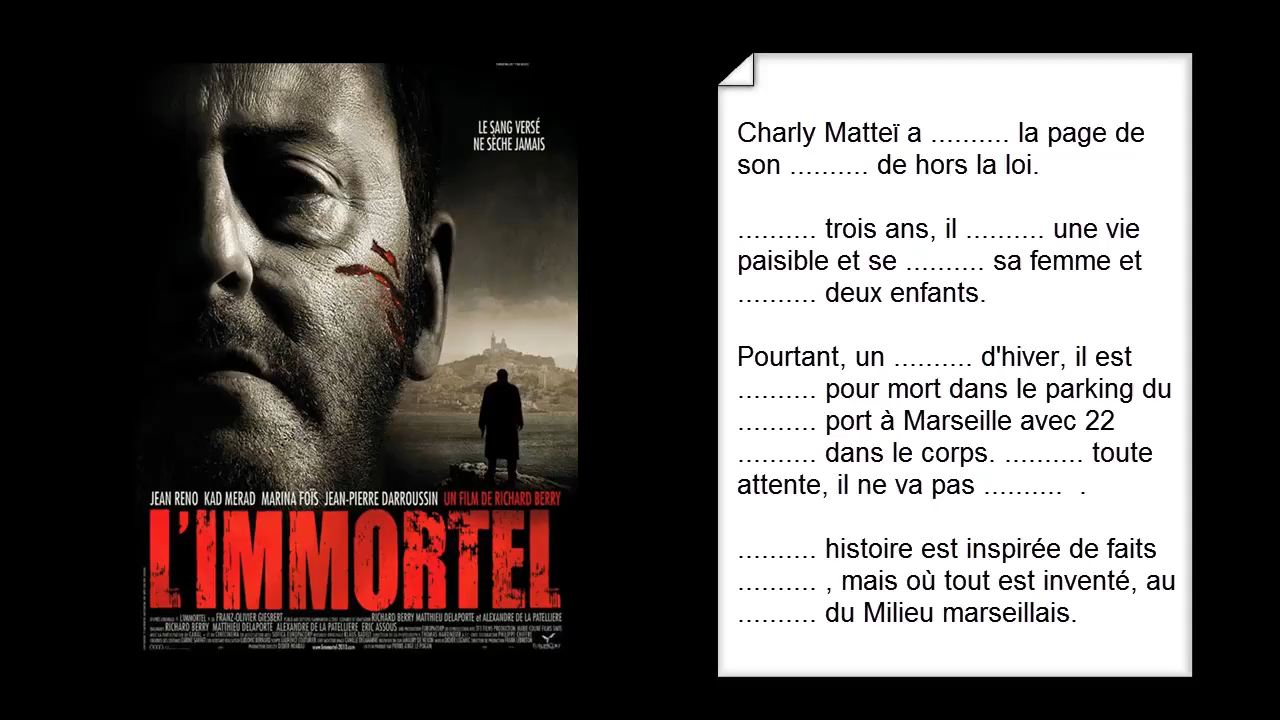 LE SANG VERSÉ
NE SÈCHE JAMAIS
JEAN RENO KAD MERAD MARINA FOÏS JEAN-PIERRE DARROUSSIN UN FILM DE RICHARD BERRY
L'IMMORTEL
Charly Matteï a .......... la page de
son .......... de hors la loi.
.......... trois ans, il .......... une vie
paisible et se .......... sa femme et
.......... deux enfants.
Pourtant, un .......... d'hiver, il est
.......... pour mort dans le parking du
.......... port à Marseille avec 22
.......... dans le corps. .......... toute
attente, il ne va pas .......... .
.......... histoire est inspirée de faits
.......... , mais où tout est inventé, au
.......... du Milieu marseillais.